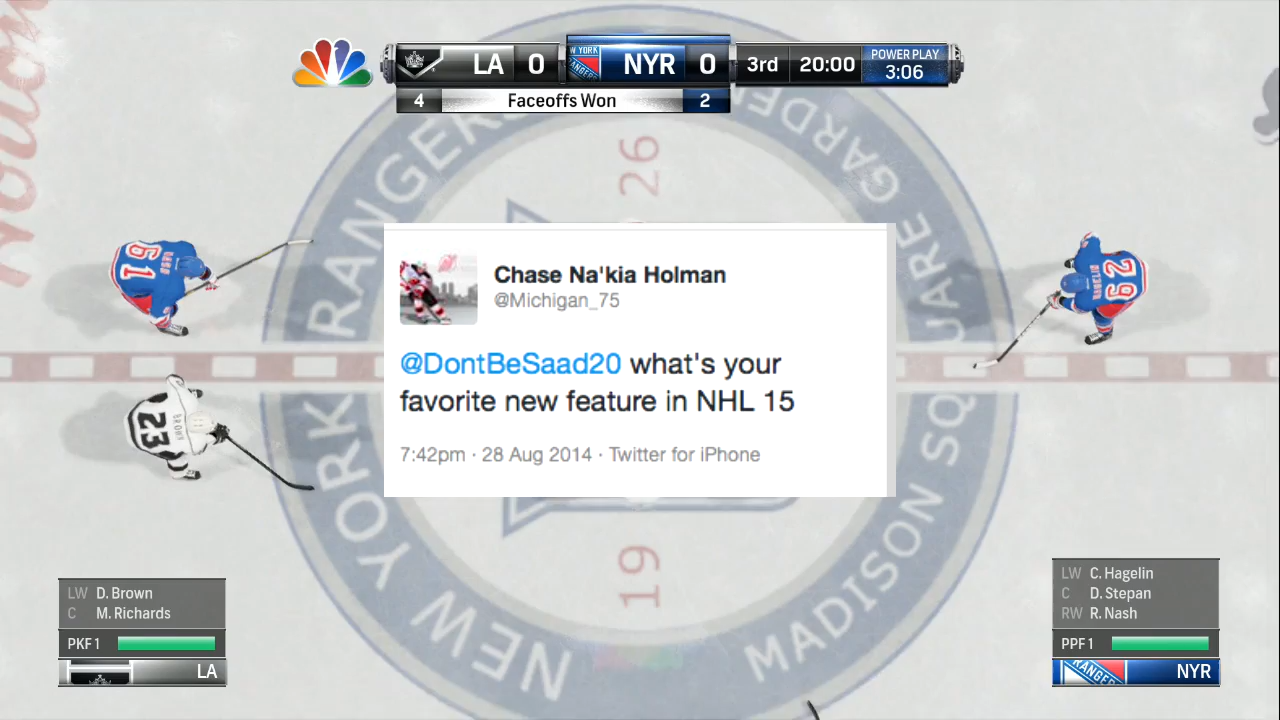 LA 0 NEW YORK RANGERS NYR 0 3rd 20:00 POWER PLAY 3:06
4 Faceoffs Won 2
NEW YORK RANGERS
MADISON SQUARE GARDEN
26
61 NASH
HAGELIN 62
Chase Na'kia Holman
@Michigan_75
@DontBeSaad20 what's your
favorite new feature in NHL 15
7:42pm · 28 Aug 2014 · Twitter for iPhone
23 BROWN
19
LW D. Brown
C M. Richards
PKF 1
LA
LW C. Hagelin
C D. Stepan
RW R. Nash
PPF 1
RANGERS NYR